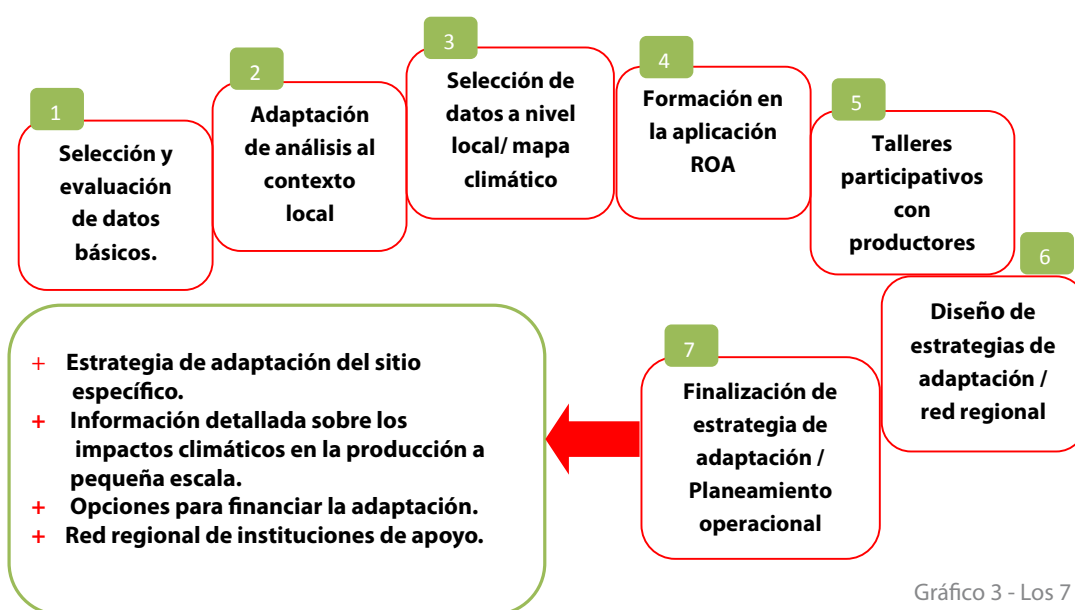 1
Selección y
evaluación
de datos
básicos.
2
Adaptación
de análisis al
contexto
local
3
Selección de
datos a nivel
local/ mapa
climático
4
Formación en
la aplicación
ROA
5
Talleres
participativos
con
productores
6
Diseño de
estrategias de
adaptación /
red regional
7
Finalización de
estrategia de
adaptación /
Planeamiento
operacional
+ Estrategia de adaptación del sitio
específico.
+ Información detallada sobre los
impactos climáticos en la producción a
pequeña escala.
+ Opciones para financiar la adaptación.
+ Red regional de instituciones de apoyo.
Gráfico 3 - Los 7